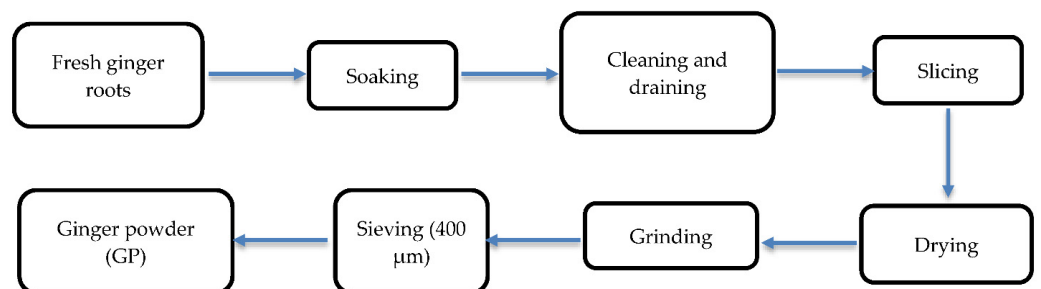 Fresh ginger
roots
Soaking
Cleaning and
draining
Slicing
Drying
Grinding
Sieving (400
μm)
Ginger powder
(GP)